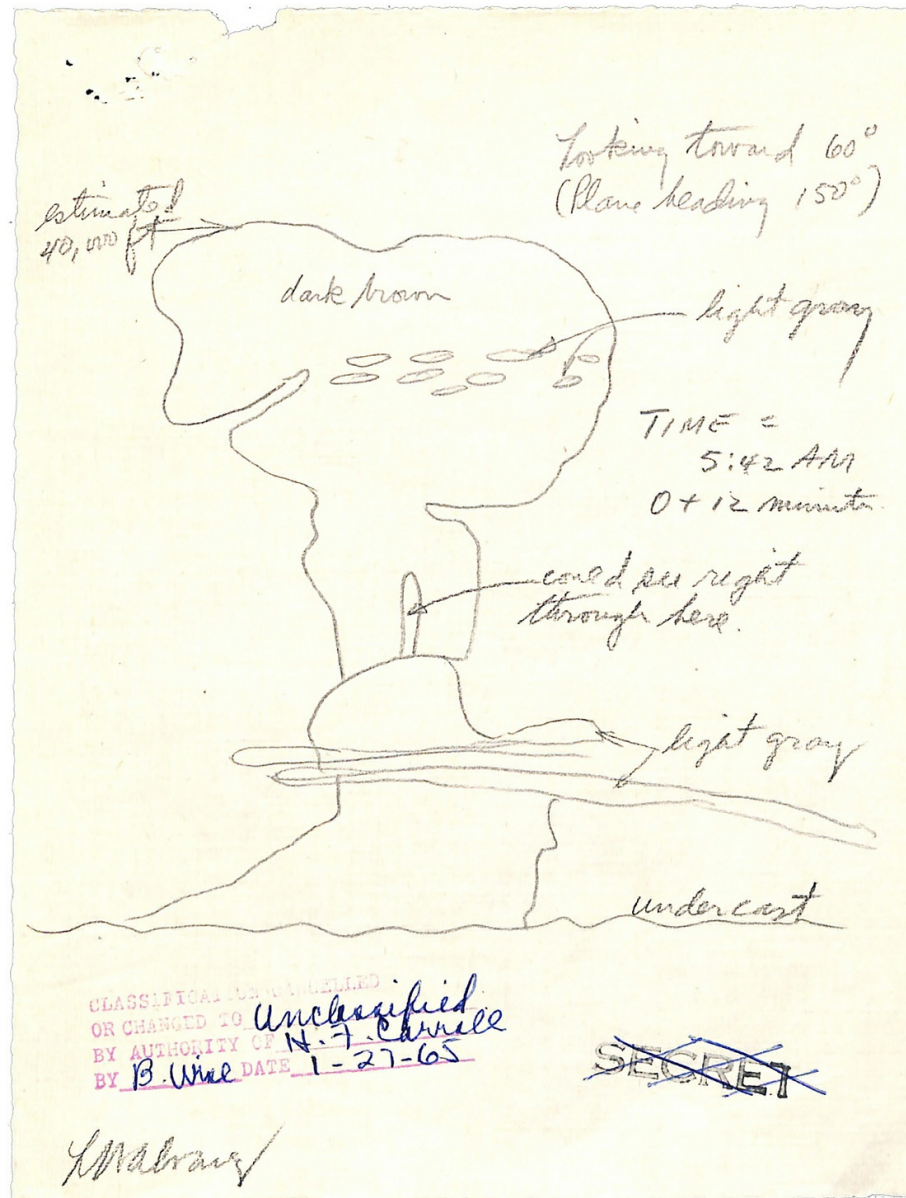 Looking toward 60°
(Plane heading 150°)
estimated
40,000 ft
dark brown
light gray
TIME =
5:42 AM
0 + 12 minutes
could see right
through here.
light gray
undercast
CLASSIFICATION CANCELLED
OR CHANGED TO Unclassified
BY AUTHORITY OF H. F. Carroll
BY B. Wise DATE 1-27-65
SECRET